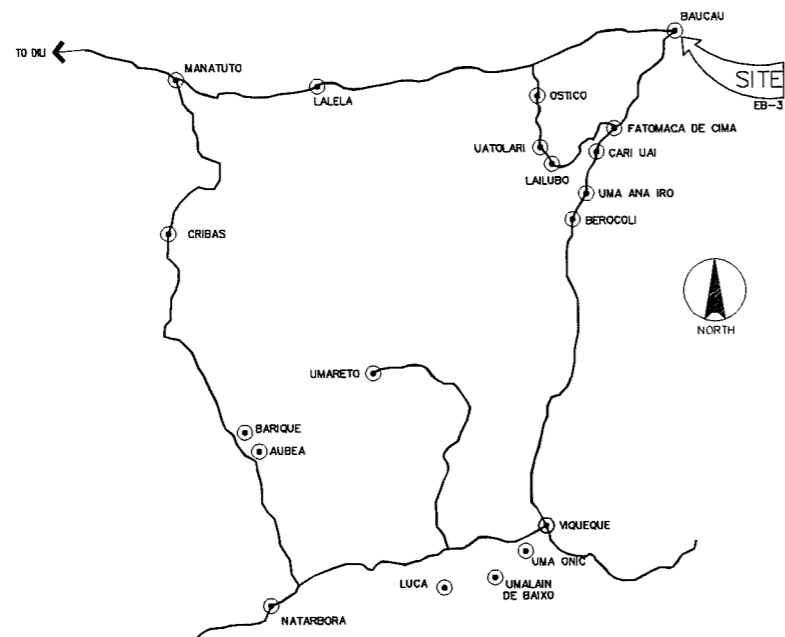 BAUCAU
TO DILI
MANATUTO
SITE
EB-3
LALELA
OSTICO
FATOMACA DE CIMA
UATOLARI
CARI UAI
LAILUBO
UMA ANA IRO
BEROCOLI
CRIBAS
NORTH
UMARETO
BARIQUE
AUBEA
VIQUEQUE
UMA ONIC
LUCA
UMALAIN
DE BAIXO
NATARBORA